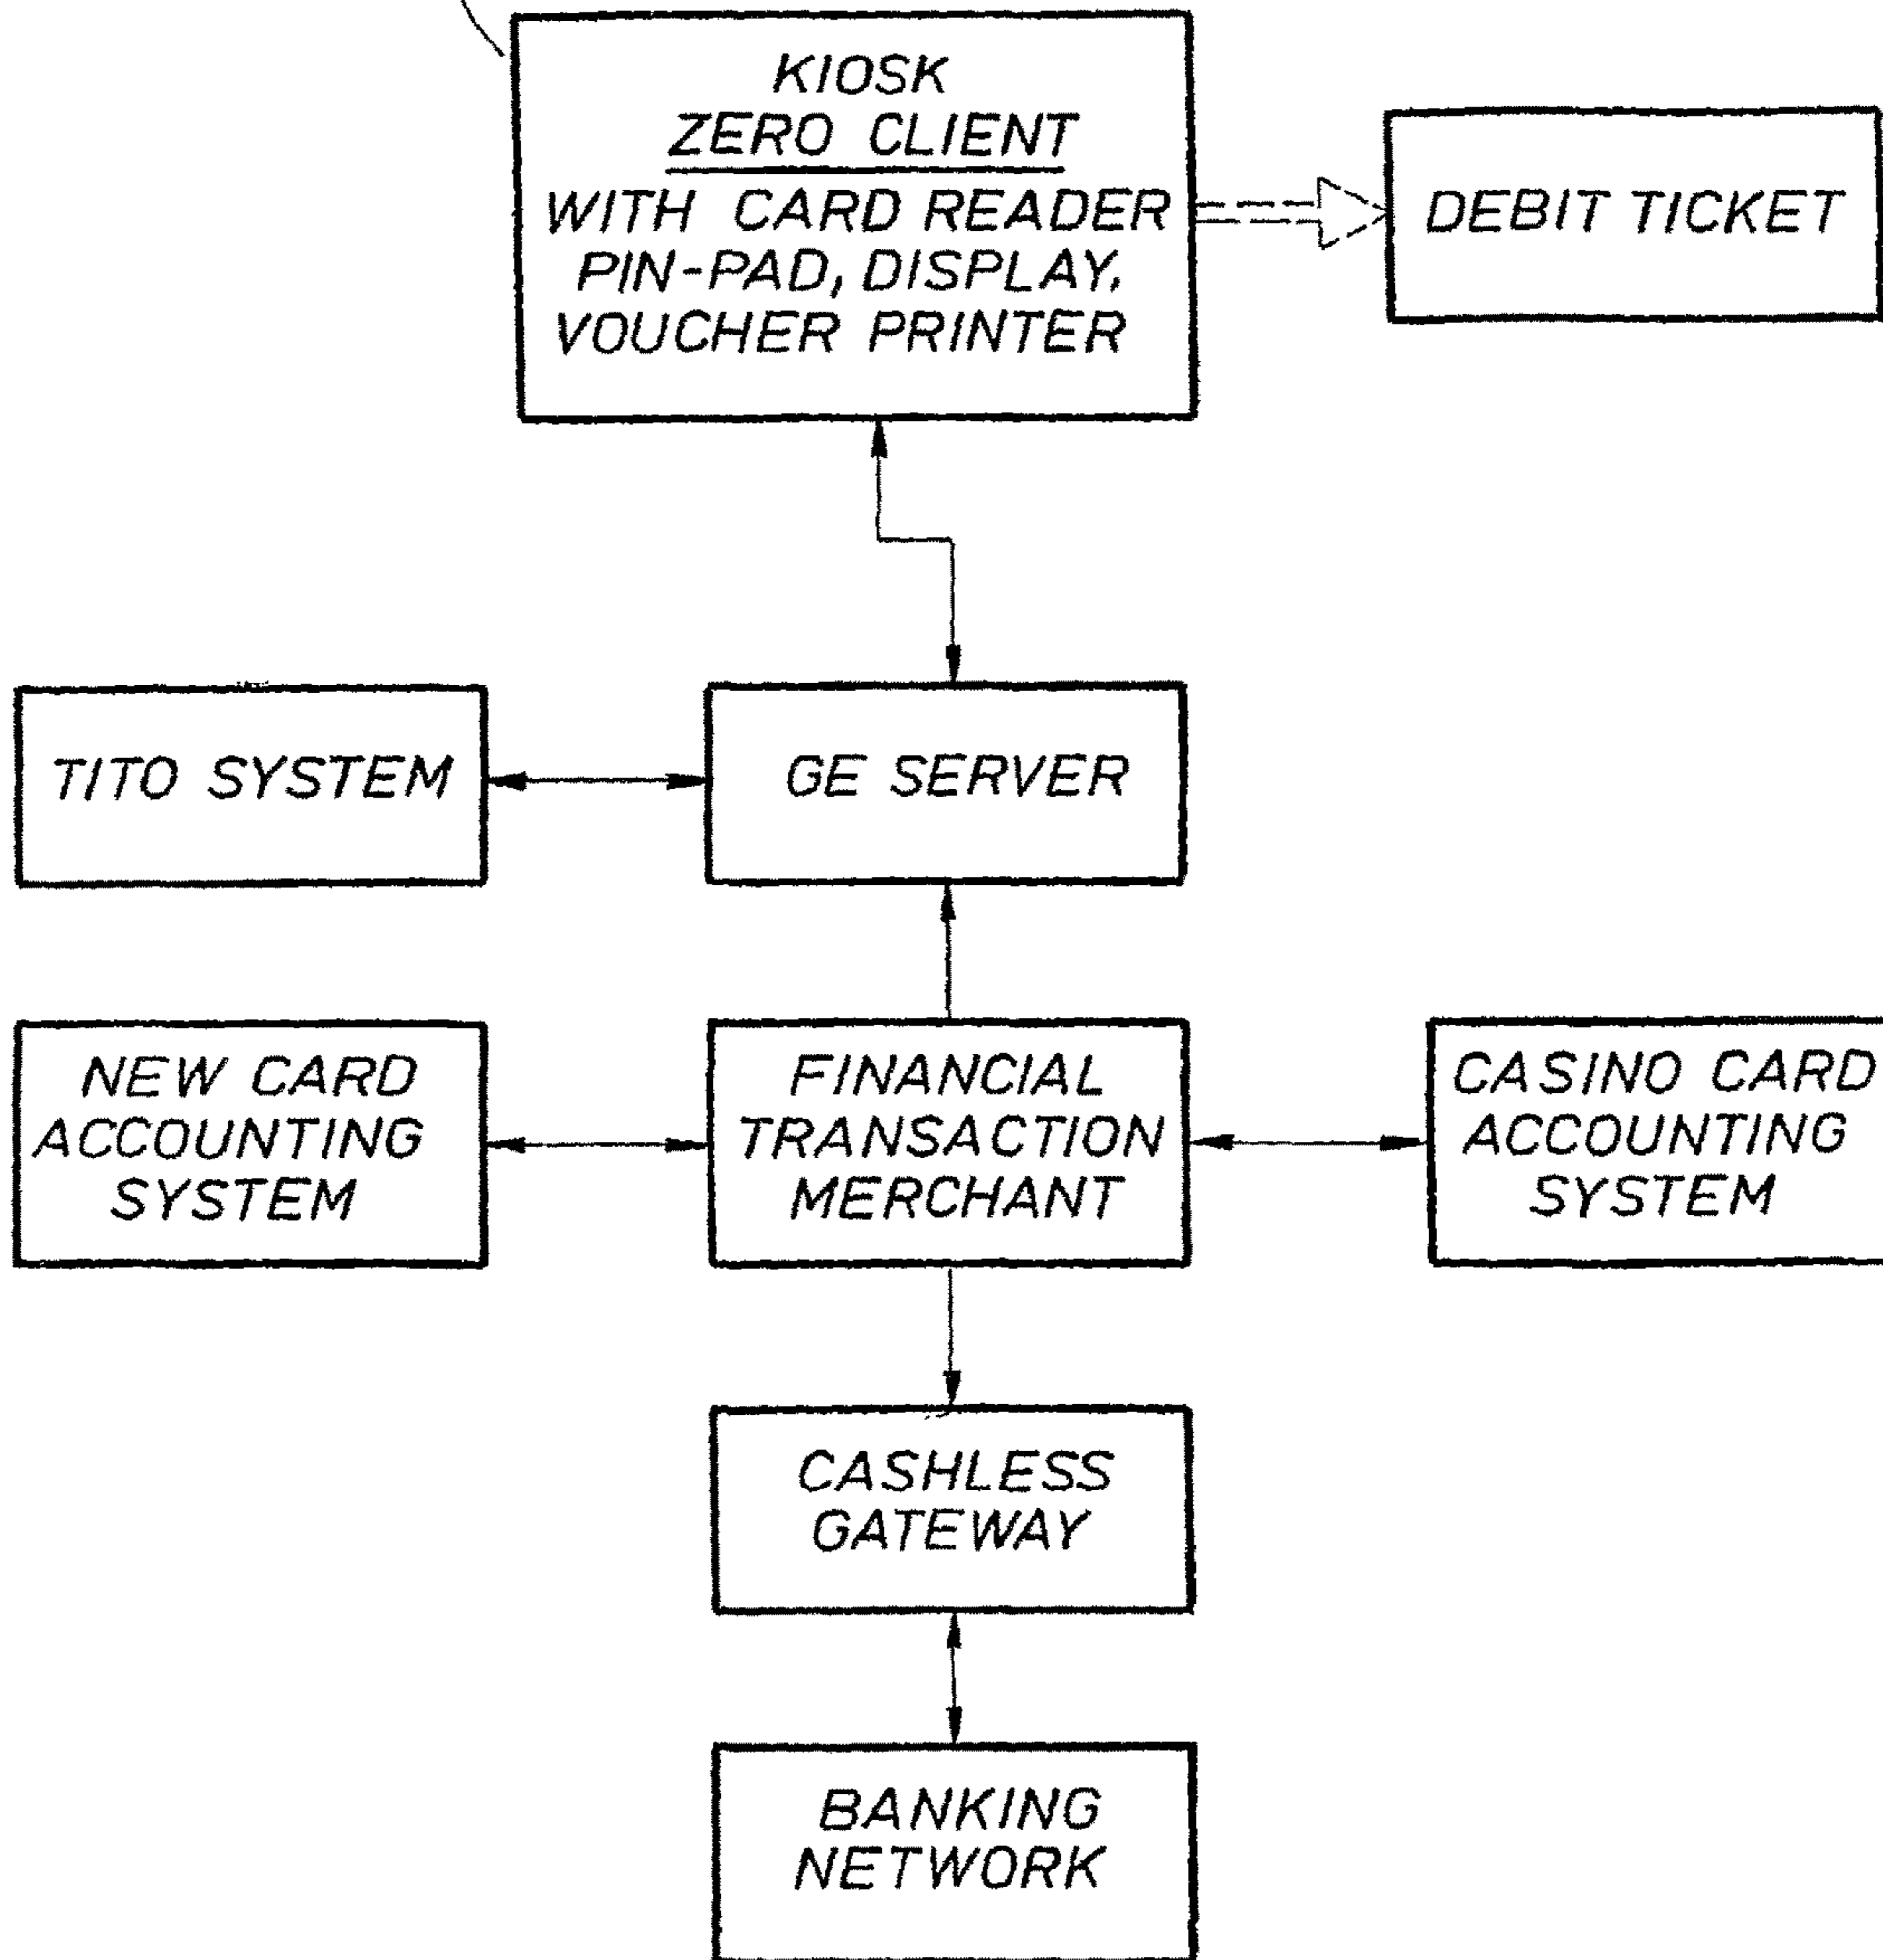 KIOSK
ZERO CLIENT
WITH CARD READER
PIN-PAD, DISPLAY,
VOUCHER PRINTER
DEBIT TICKET
TITO SYSTEM
GE SERVER
NEW CARD
ACCOUNTING
SYSTEM
FINANCIAL
TRANSACTION
MERCHANT
CASINO CARD
ACCOUNTING
SYSTEM
CASHLESS
GATEWAY
BANKING
NETWORK